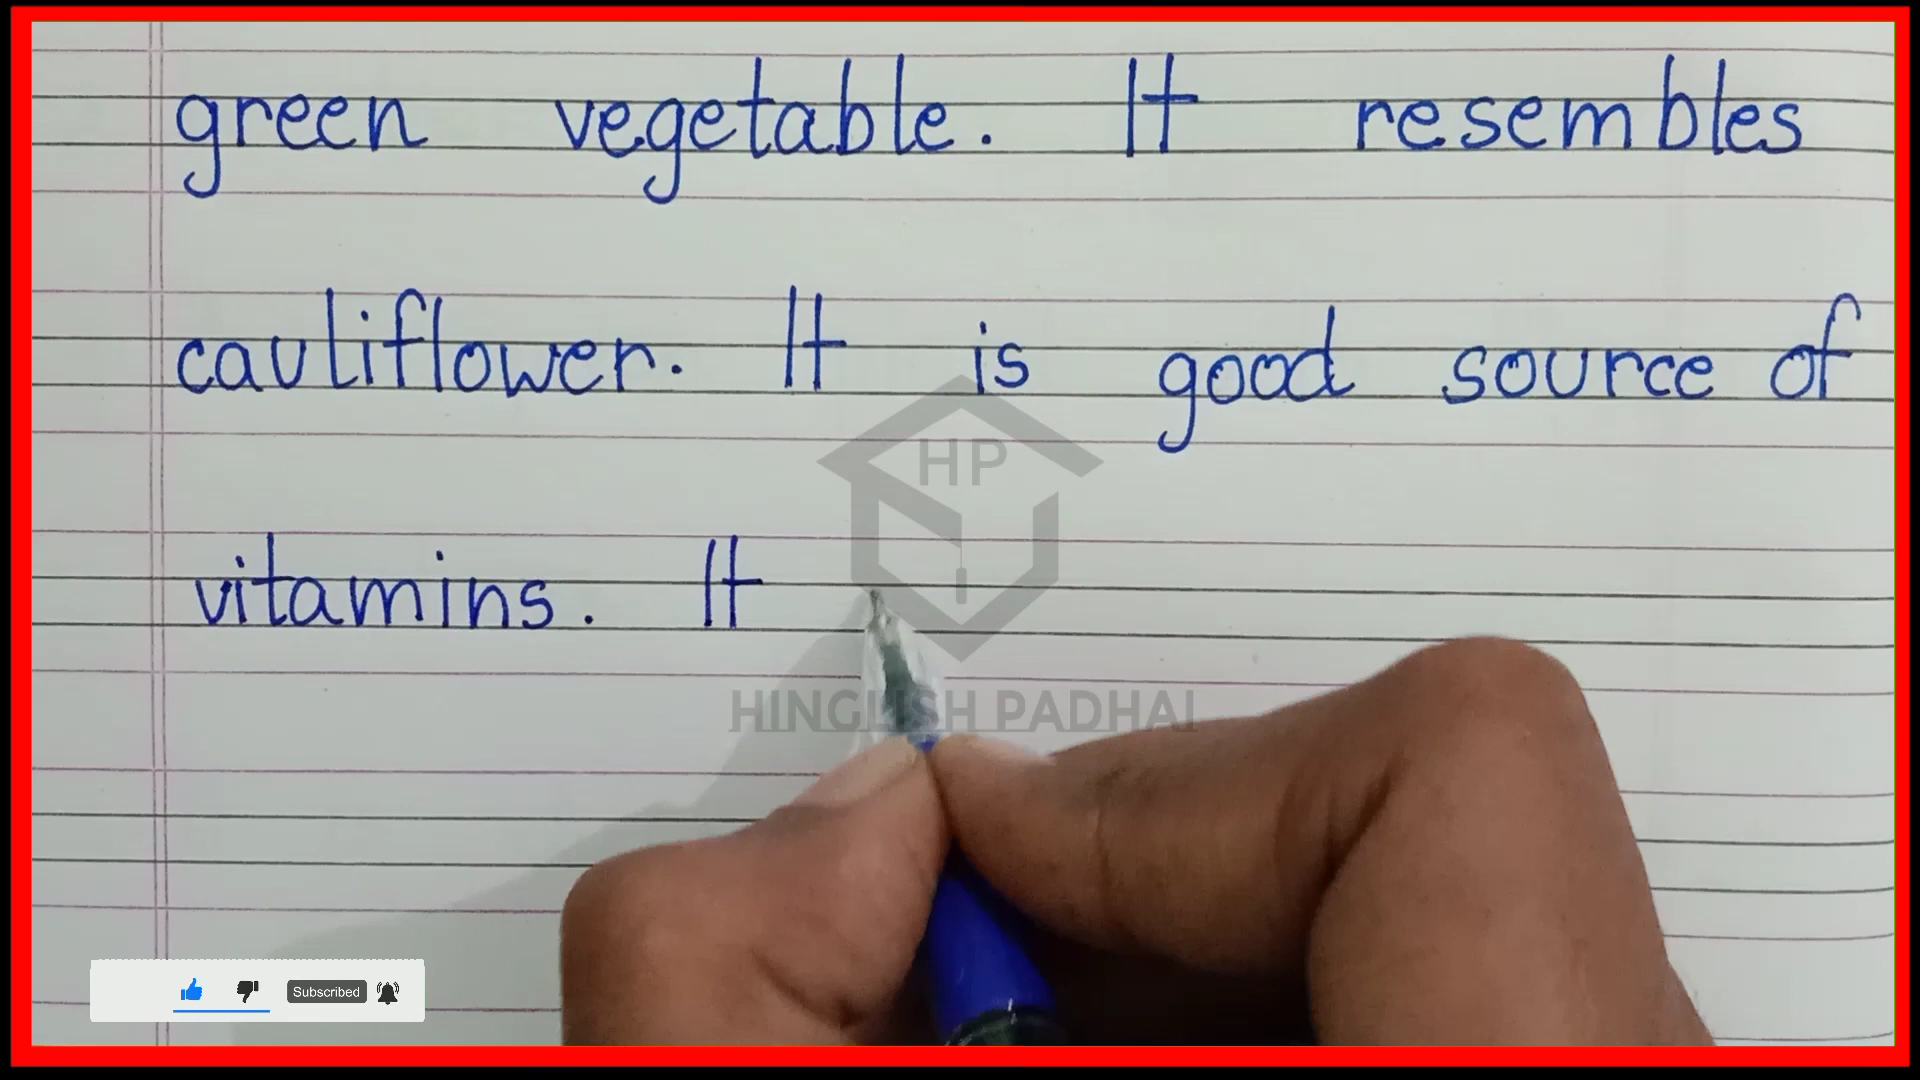 green vegetable. It resembles
cauliflower. It is good source of
vitamins. It
HP
HINGLISH PADHAI
Subscribed